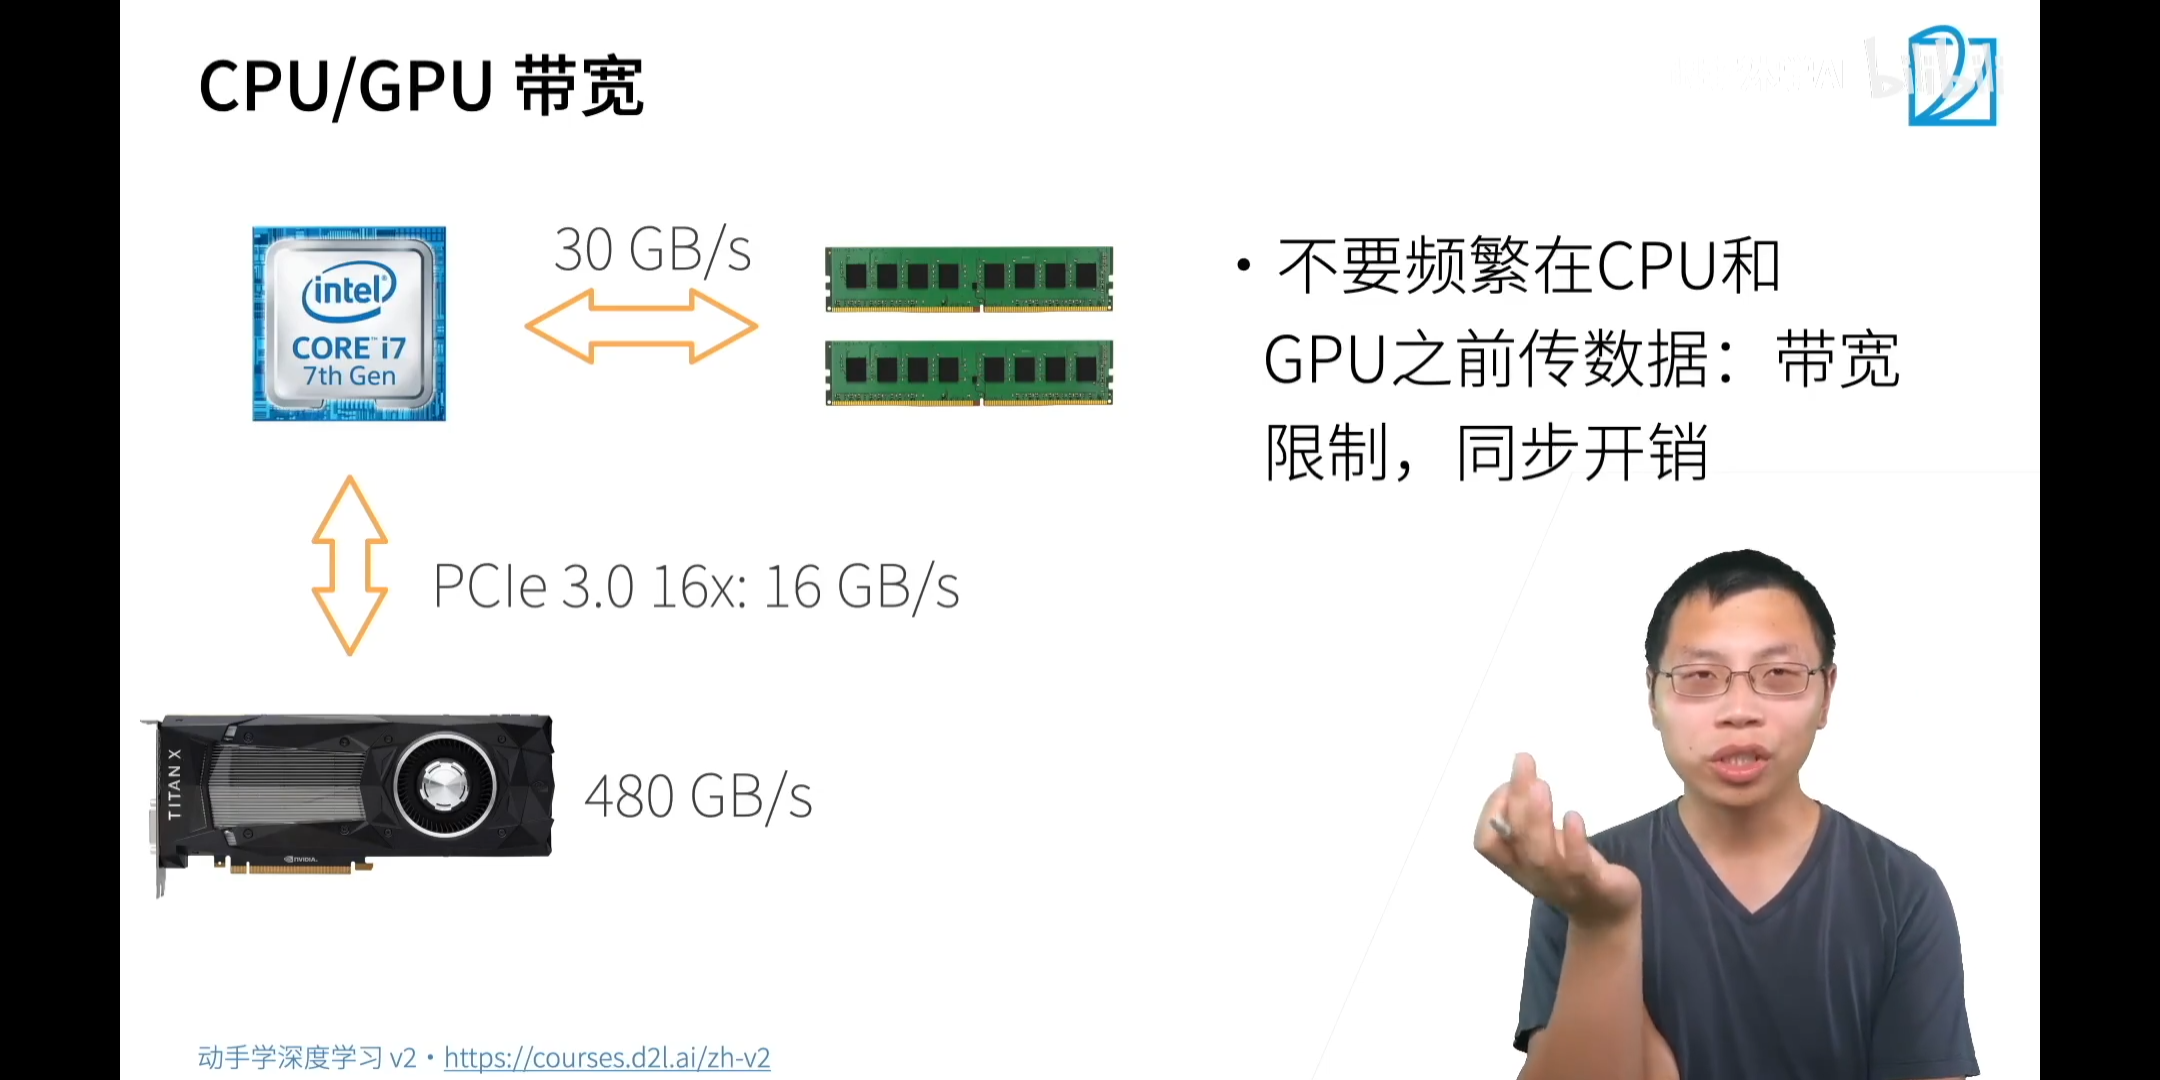 CPU/GPU 带宽
bilibili
intel®
CORE™ i7
7th Gen
30 GB/s
• 不要频繁在CPU和
GPU之前传数据：带宽
限制，同步开销
PCIe 3.0 16x: 16 GB/s
TITAN X
NVIDIA
480 GB/s
动手学深度学习 v2 • https://courses.d2l.ai/zh-v2